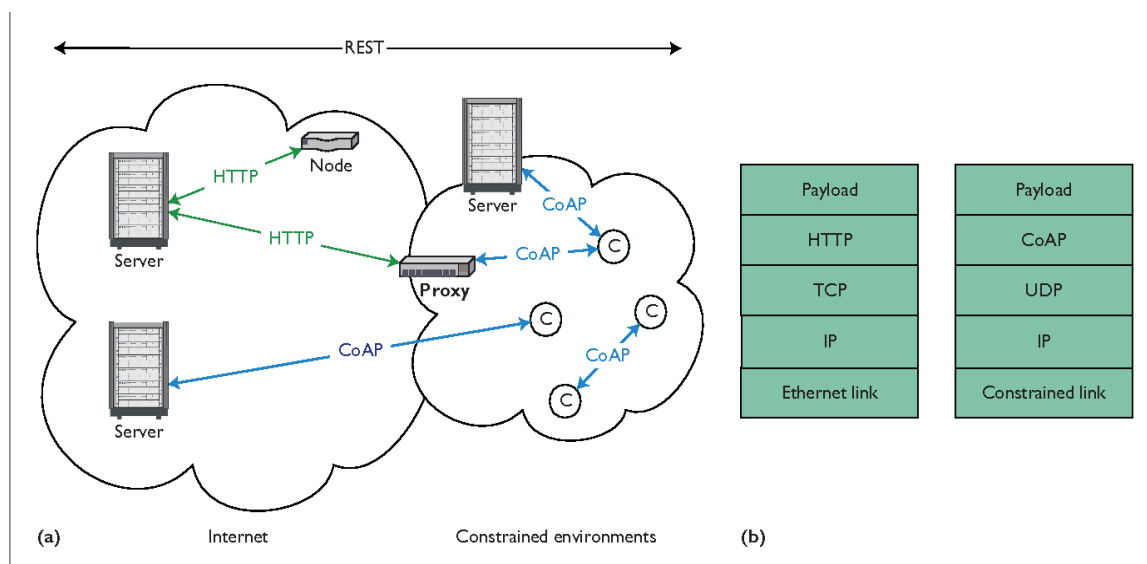 REST
Node
HTTP
Server
CoAP
Server
HTTP
CoAP
C
Proxy
C
C
CoAP
CoAP
C
Server
(a)
Internet
Constrained environments
Payload
HTTP
TCP
IP
Ethernet link
Payload
CoAP
UDP
IP
Constrained link
(b)